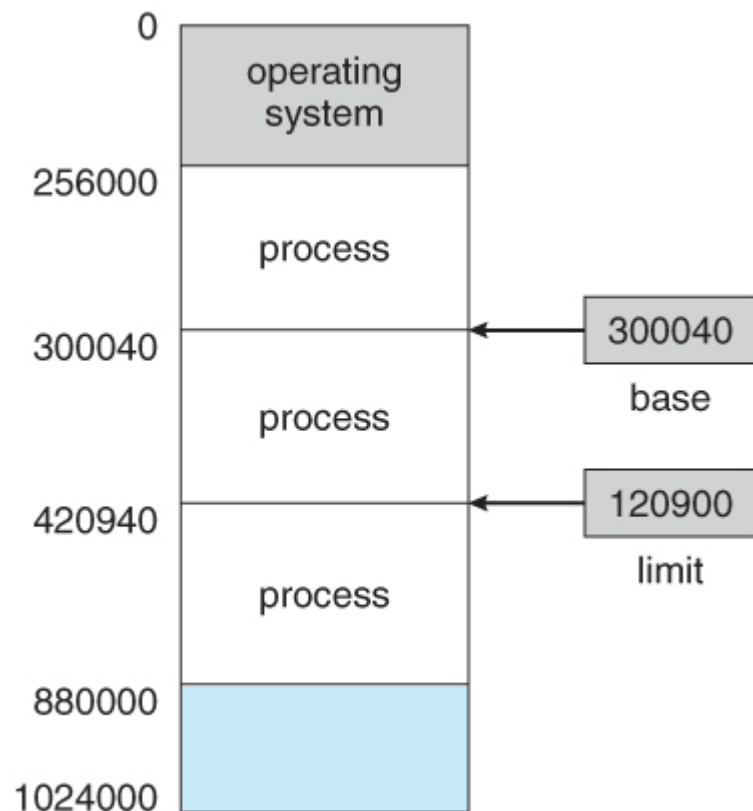 0
operating
system
256000
process
300040
300040
base
process
420940
120900
limit
process
880000
1024000